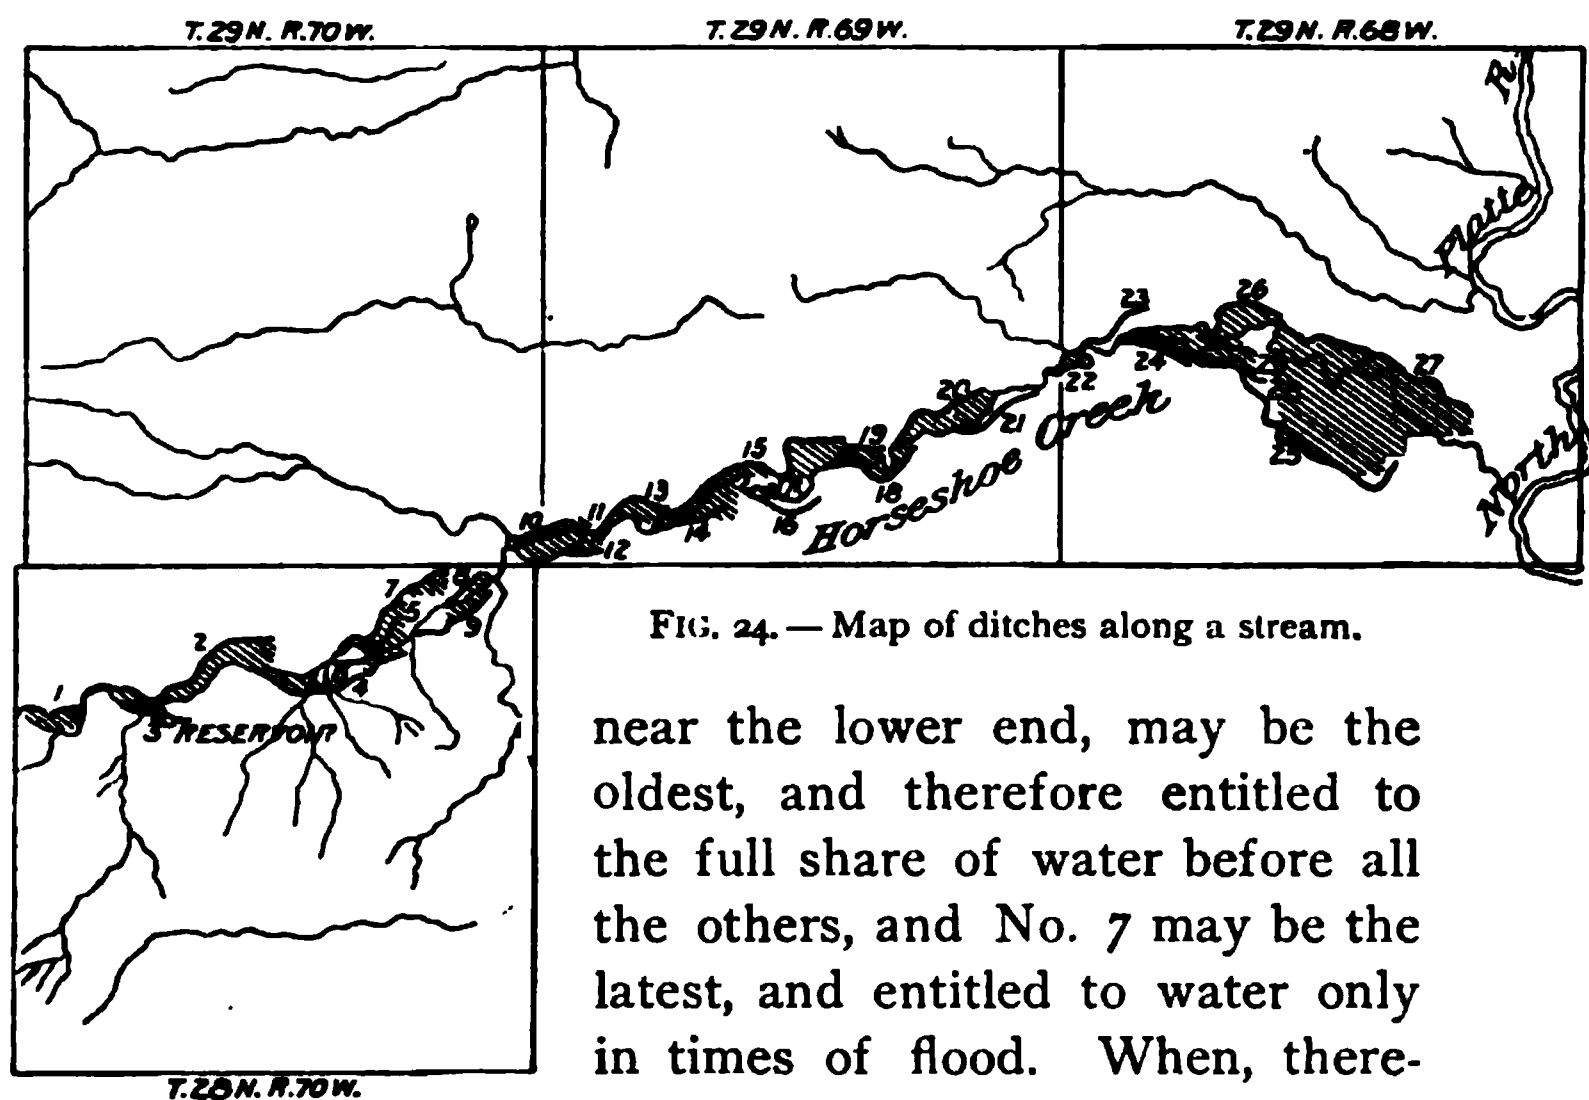 T.29N. R.70W. T.29N. R.69W. T.29N. R.68W.
R.
Platte
26
23
24
27
22
20
21
Horseshoe Creek
19
15
18
25
North
13
16
14
10
11
12
7
8
5
9
2
4
1
3 RESERVOIR
T.28N. R.70W.
FIG. 24. — Map of ditches along a stream.
near the lower end, may be the
oldest, and therefore entitled to
the full share of water before all
the others, and No. 7 may be the
latest, and entitled to water only
in times of flood. When, there-